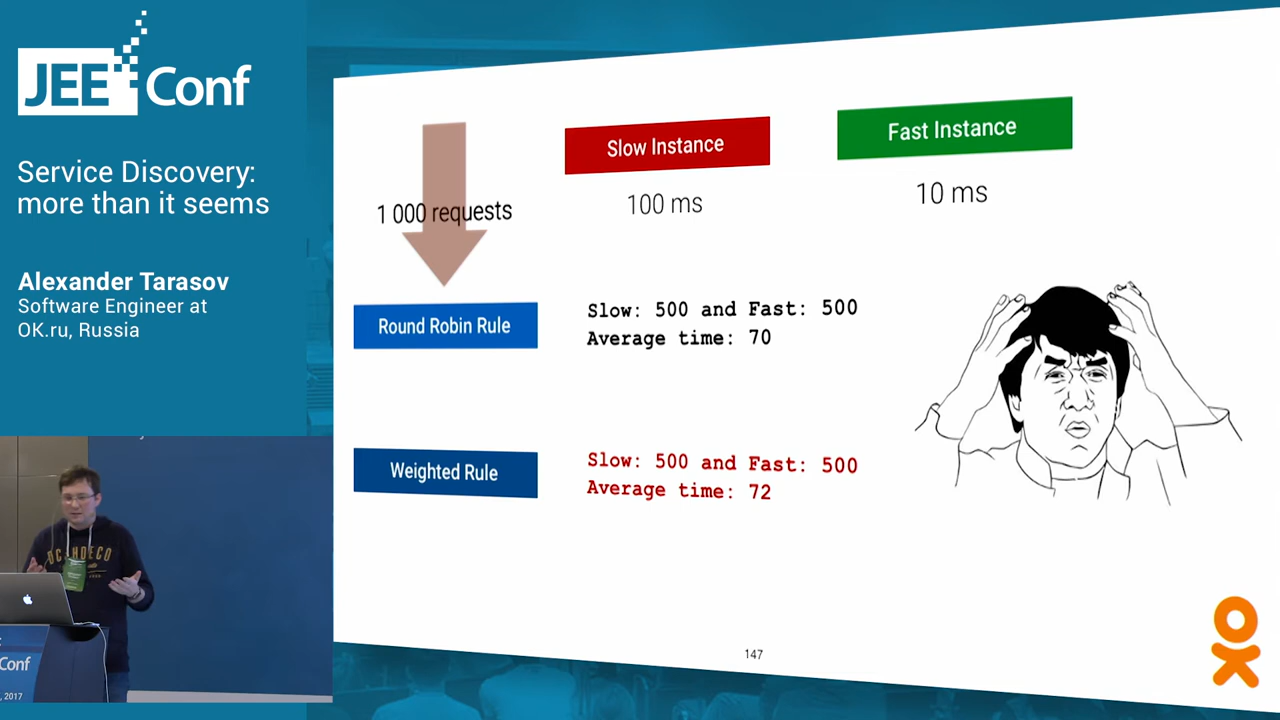 JEE Conf
Service Discovery:
more than it seems
Alexander Tarasov
Software Engineer at
OK.ru, Russia
Slow Instance
Fast Instance
1 000 requests
100 ms
10 ms
Round Robin Rule
Slow: 500 and Fast: 500
Average time: 70
Weighted Rule
Slow: 500 and Fast: 500
Average time: 72
147
Conf
, 2017